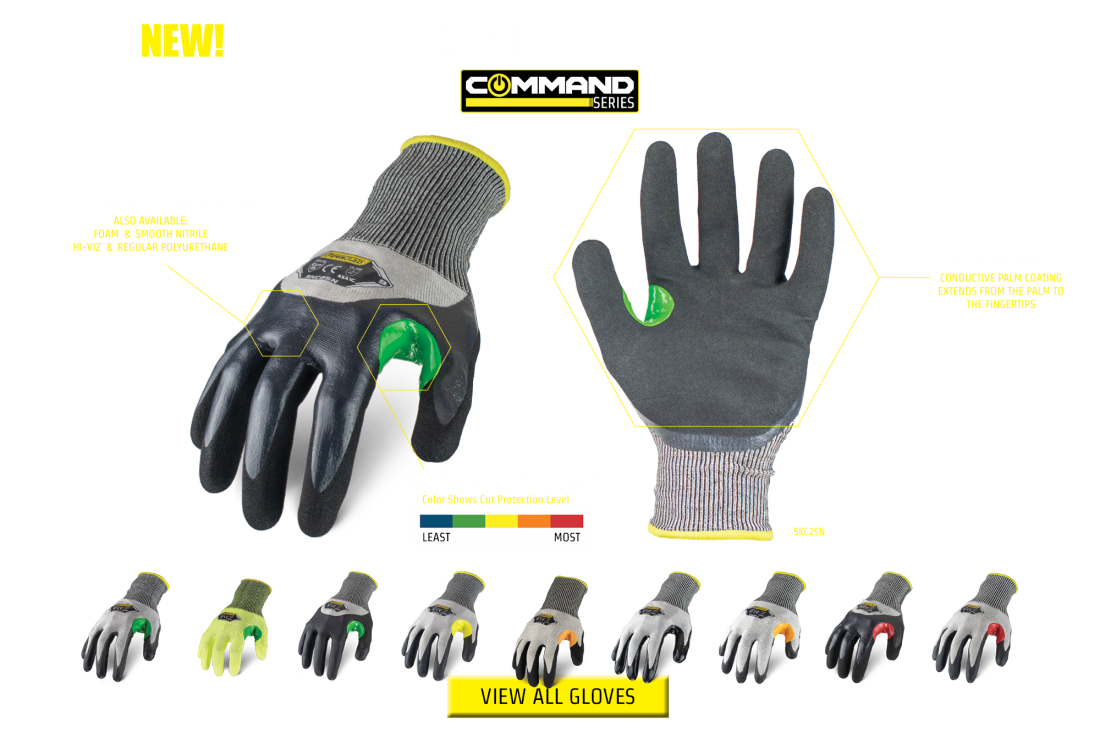 NEW!
COMMAND
SERIES
ALSO AVAILABLE:
FOAM & SMOOTH NITRILE
HI-VIZ & REGULAR POLYURETHANE
CONDUCTIVE PALM COATING
EXTENDS FROM THE PALM TO
THE FINGERTIPS
Color Shows Cut Protection Level
LEAST MOST
SKC2SN
VIEW ALL GLOVES